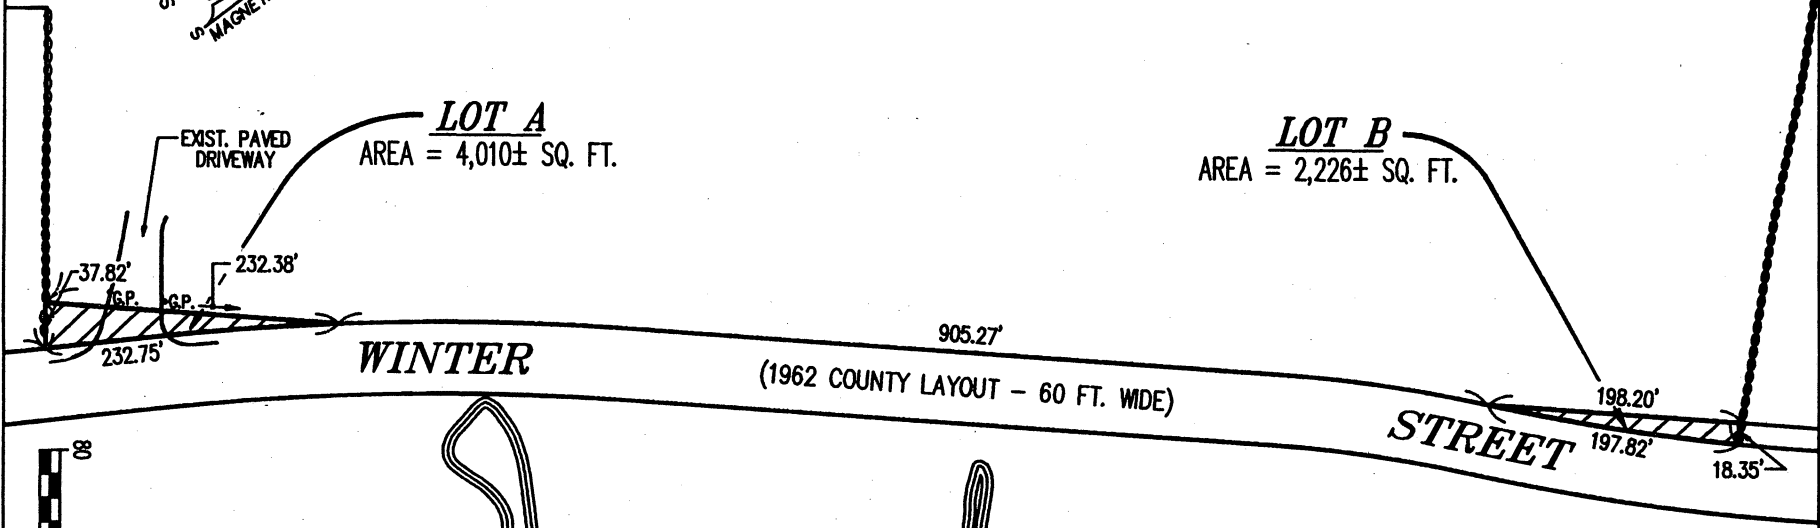 S
MAGNET
LOT A
AREA = 4,010± SQ. FT.
EXIST. PAVED
DRIVEWAY
LOT B
AREA = 2,226± SQ. FT.
37.82'
232.38'
G.P.
G.P.
232.75'
WINTER
905.27'
(1962 COUNTY LAYOUT – 60 FT. WIDE)
198.20'
STREET
197.82'
18.35'
80